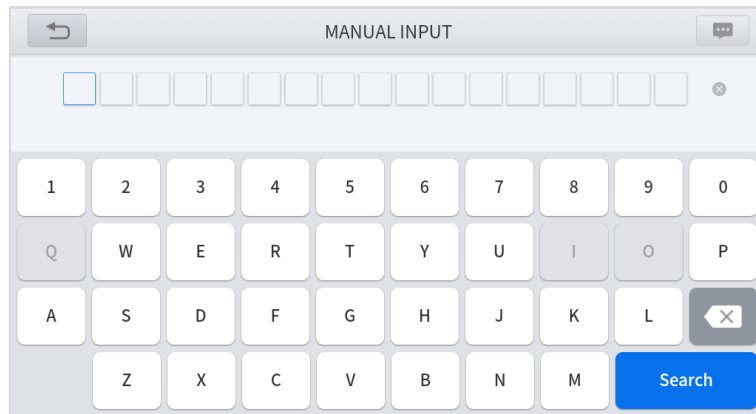 MANUAL INPUT
1 2 3 4 5 6 7 8 9 0
Q W E R T Y U I O P
A S D F G H J K L
Z X C V B N M Search